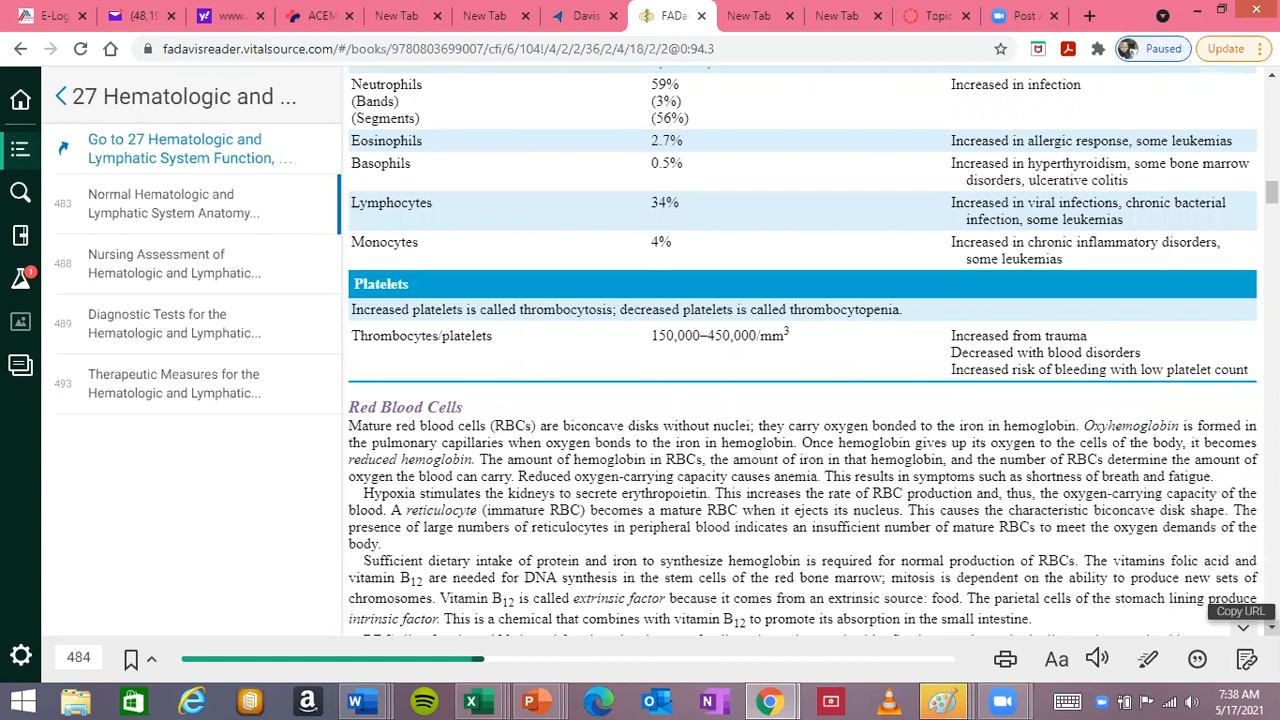 E-Log
(48,19
www.
ACEM
New Tab
New Tab
Davis
FADa
New Tab
New Tab
Topic
Post A
fadavisreader.vitalsource.com/#/books/9780803699007/cfi/6/104!/4/2/2/36/2/4/18/2/2@0:94.3
Paused
Update
27 Hematologic and ...
Go to 27 Hematologic and
Lymphatic System Function, ...
483
Normal Hematologic and
Lymphatic System Anatomy...
488
Nursing Assessment of
Hematologic and Lymphatic...
489
Diagnostic Tests for the
Hematologic and Lymphatic...
493
Therapeutic Measures for the
Hematologic and Lymphatic...
1
Neutrophils 59% Increased in infection
(Bands) (3%)
(Segments) (56%)
Eosinophils 2.7% Increased in allergic response, some leukemias
Basophils 0.5% Increased in hyperthyroidism, some bone marrow
disorders, ulcerative colitis
Lymphocytes 34% Increased in viral infections, chronic bacterial
infection, some leukemias
Monocytes 4% Increased in chronic inflammatory disorders,
some leukemias
Platelets
Increased platelets is called thrombocytosis; decreased platelets is called thrombocytopenia.
Thrombocytes/platelets 150,000–450,000/mm3 Increased from trauma
Decreased with blood disorders
Increased risk of bleeding with low platelet count
Red Blood Cells
Mature red blood cells (RBCs) are biconcave disks without nuclei; they carry oxygen bonded to the iron in hemoglobin. Oxyhemoglobin is formed in
the pulmonary capillaries when oxygen bonds to the iron in hemoglobin. Once hemoglobin gives up its oxygen to the cells of the body, it becomes
reduced hemoglobin. The amount of hemoglobin in RBCs, the amount of iron in that hemoglobin, and the number of RBCs determine the amount of
oxygen the blood can carry. Reduced oxygen-carrying capacity causes anemia. This results in symptoms such as shortness of breath and fatigue.
Hypoxia stimulates the kidneys to secrete erythropoietin. This increases the rate of RBC production and, thus, the oxygen-carrying capacity of the
blood. A reticulocyte (immature RBC) becomes a mature RBC when it ejects its nucleus. This causes the characteristic biconcave disk shape. The
presence of large numbers of reticulocytes in peripheral blood indicates an insufficient number of mature RBCs to meet the oxygen demands of the
body.
Sufficient dietary intake of protein and iron to synthesize hemoglobin is required for normal production of RBCs. The vitamins folic acid and
vitamin B12 are needed for DNA synthesis in the stem cells of the red bone marrow; mitosis is dependent on the ability to produce new sets of
chromosomes. Vitamin B12 is called extrinsic factor because it comes from an extrinsic source: food. The parietal cells of the stomach lining produce
intrinsic factor. This is a chemical that combines with vitamin B12 to promote its absorption in the small intestine.
Copy URL
484
Aa
7:38 AM
5/17/2021